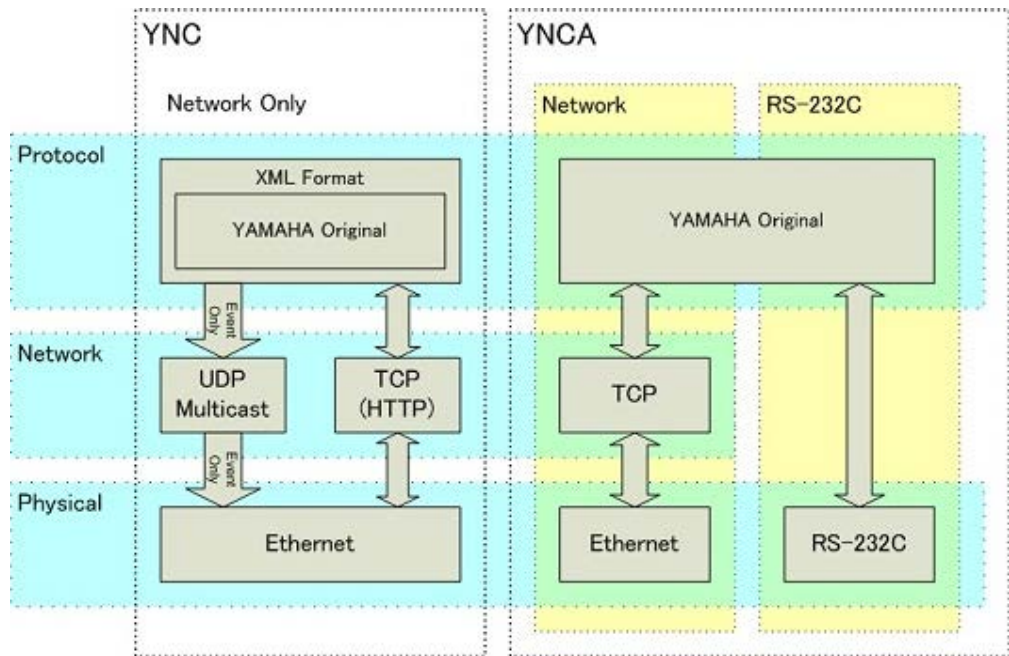 YNC
YNCA
Network Only
Network
RS-232C
Protocol
XML Format
YAMAHA Original
YAMAHA Original
Event
Only
Network
UDP
Multicast
TCP
(HTTP)
TCP
Event
Only
Physical
Ethernet
Ethernet
RS-232C